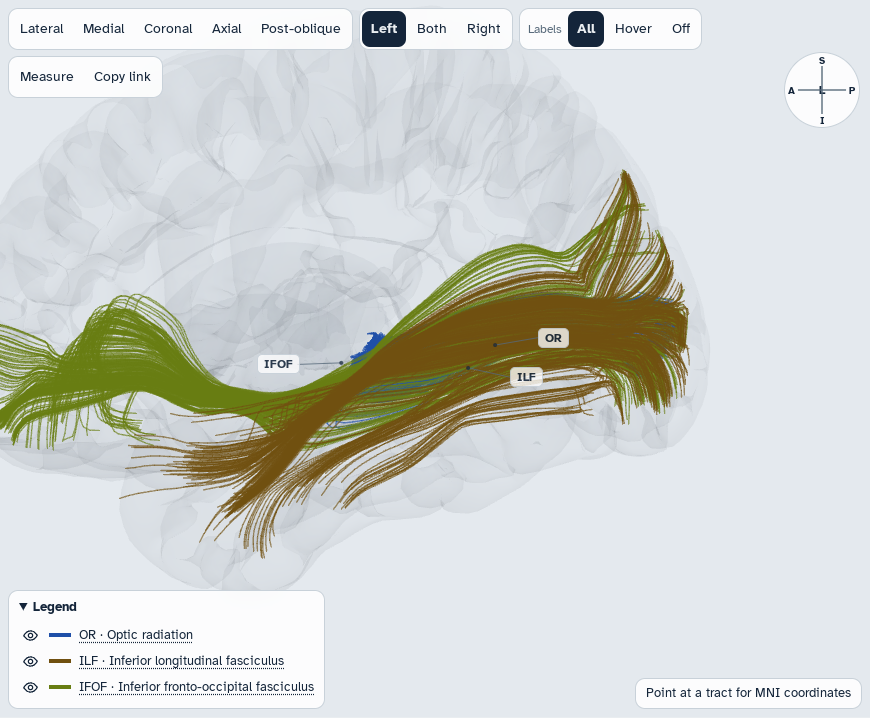 Lateral Medial Coronal Axial Post-oblique Left Both Right Labels All Hover Off
Measure Copy link
S
A L P
I
OR
IFOF
ILF
▼ Legend
OR · Optic radiation
ILF · Inferior longitudinal fasciculus
IFOF · Inferior fronto-occipital fasciculus
Point at a tract for MNI coordinates